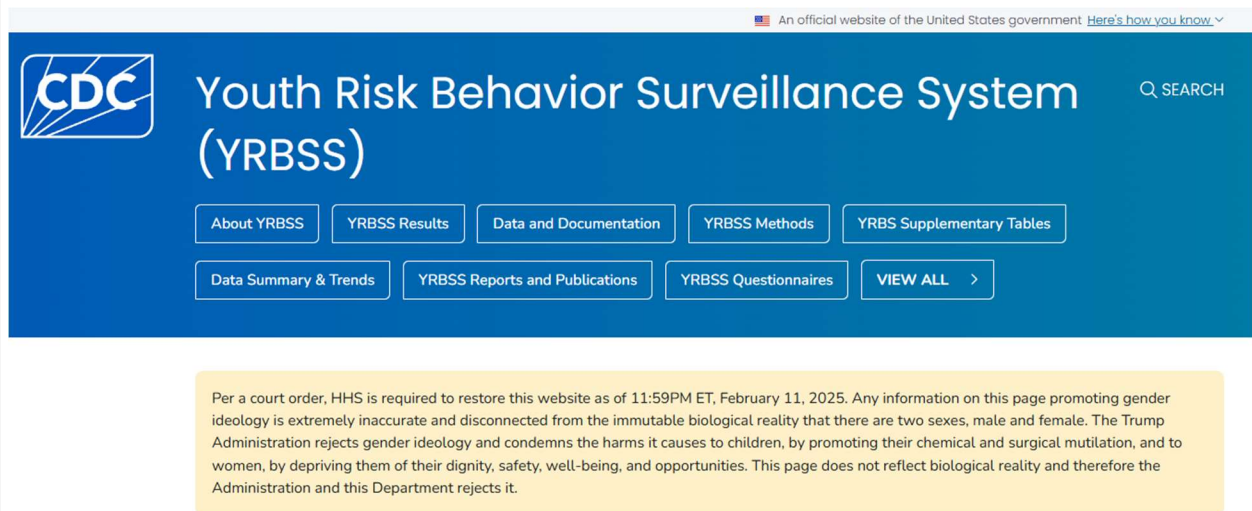 An official website of the United States government Here's how you know
CDC
Youth Risk Behavior Surveillance System
(YRBSS)
SEARCH
About YRBSS
YRBSS Results
Data and Documentation
YRBSS Methods
YRBS Supplementary Tables
Data Summary & Trends
YRBSS Reports and Publications
YRBSS Questionnaires
VIEW ALL
Per a court order, HHS is required to restore this website as of 11:59PM ET, February 11, 2025. Any information on this page promoting gender
ideology is extremely inaccurate and disconnected from the immutable biological reality that there are two sexes, male and female. The Trump
Administration rejects gender ideology and condemns the harms it causes to children, by promoting their chemical and surgical mutilation, and to
women, by depriving them of their dignity, safety, well-being, and opportunities. This page does not reflect biological reality and therefore the
Administration and this Department rejects it.